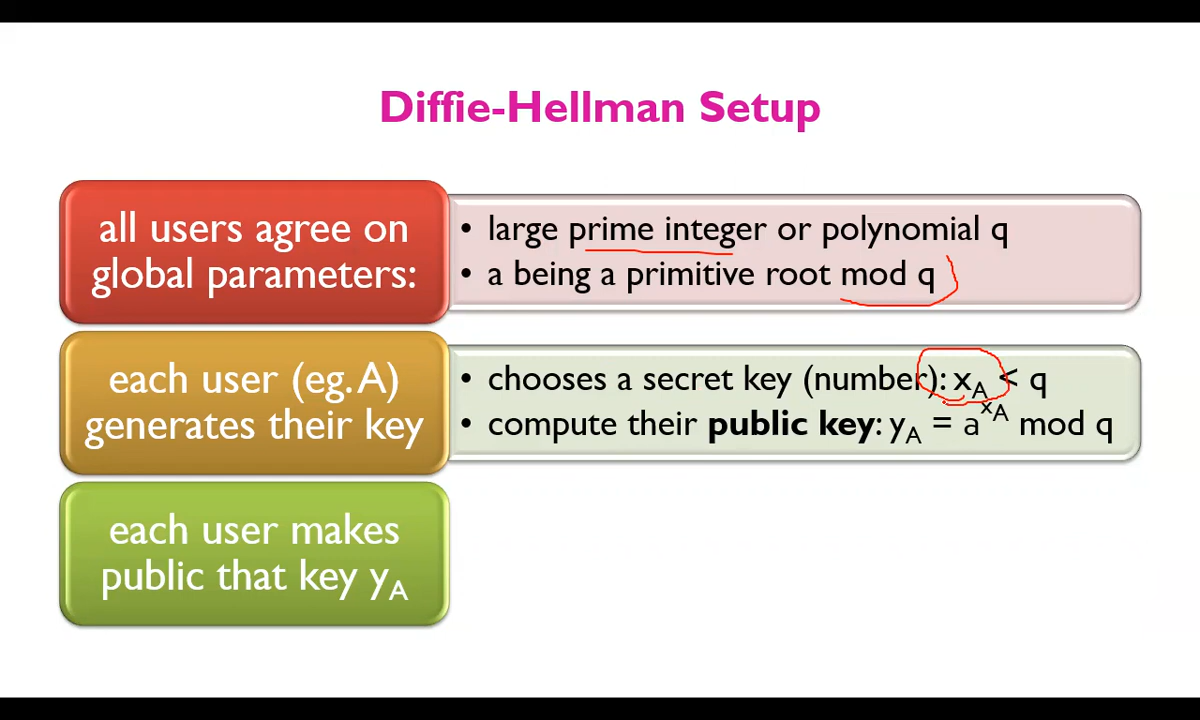 Diffie-Hellman Setup
all users agree on
global parameters:
• large prime integer or polynomial q
• a being a primitive root mod q
each user (eg. A)
generates their key
• chooses a secret key (number): xA < q
• compute their public key: yA = a^xA mod q
each user makes
public that key yA